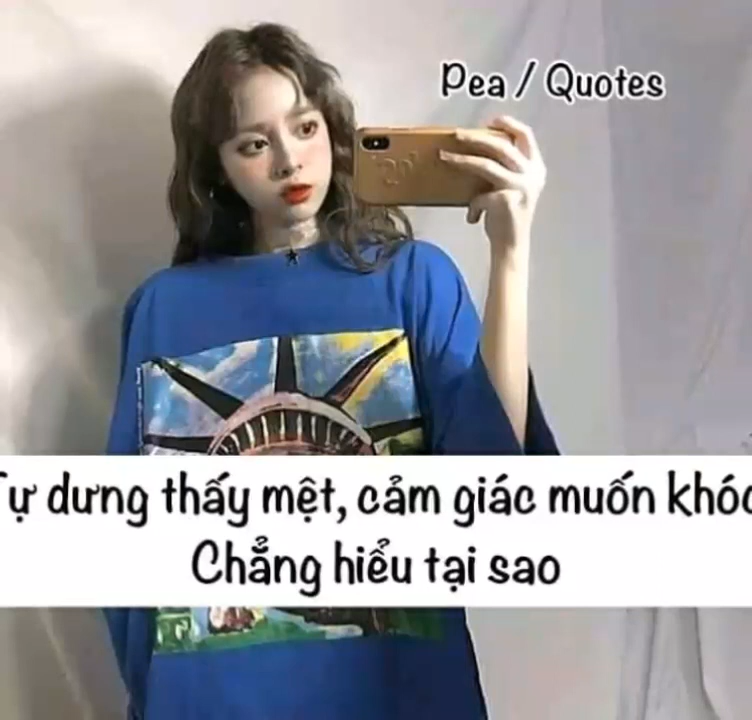 Pea / Quotes
Tự dưng thấy mệt, cảm giác muốn khóc
Chẳng hiểu tại sao